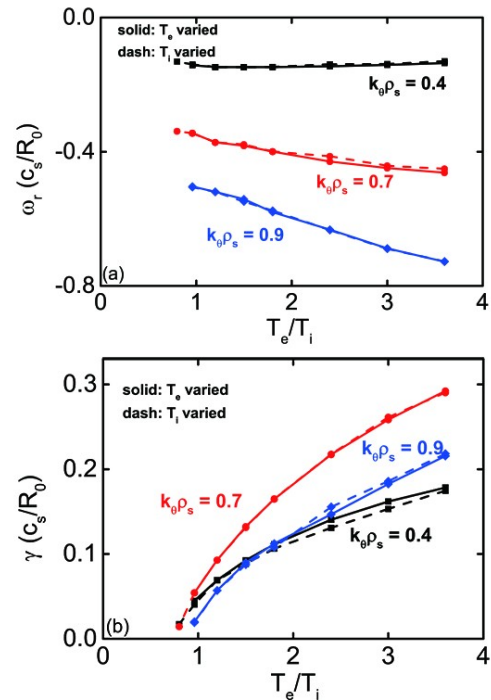 0.0
solid: Te varied
dash: Ti varied
kθρs = 0.4
-0.4
kθρs = 0.7
kθρs = 0.9
-0.8
(a)
ωr (cs/R0)
0 1 2 3 4
Te/Ti
0.3
solid: Te varied
dash: Ti varied
kθρs = 0.9
0.2
kθρs = 0.7
0.1
kθρs = 0.4
0.0
(b)
γ (cs/R0)
0 1 2 3 4
Te/Ti